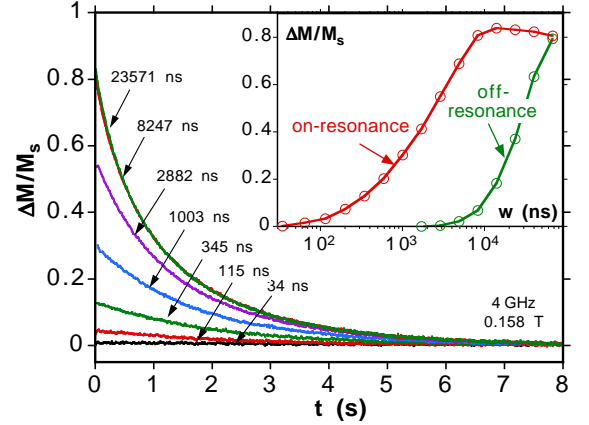 ΔM/Mₛ
1
0.8
0.6
0.4
0.2
0
0 1 2 3 4 5 6 7 8
t (s)
23571 ns
8247 ns
2882 ns
1003 ns
345 ns
115 ns
34 ns
4 GHz
0.158 T
ΔM/Mₛ
0.8
0.6
0.4
0.2
0
10² 10³ 10⁴
w (ns)
on-resonance
off-
resonance